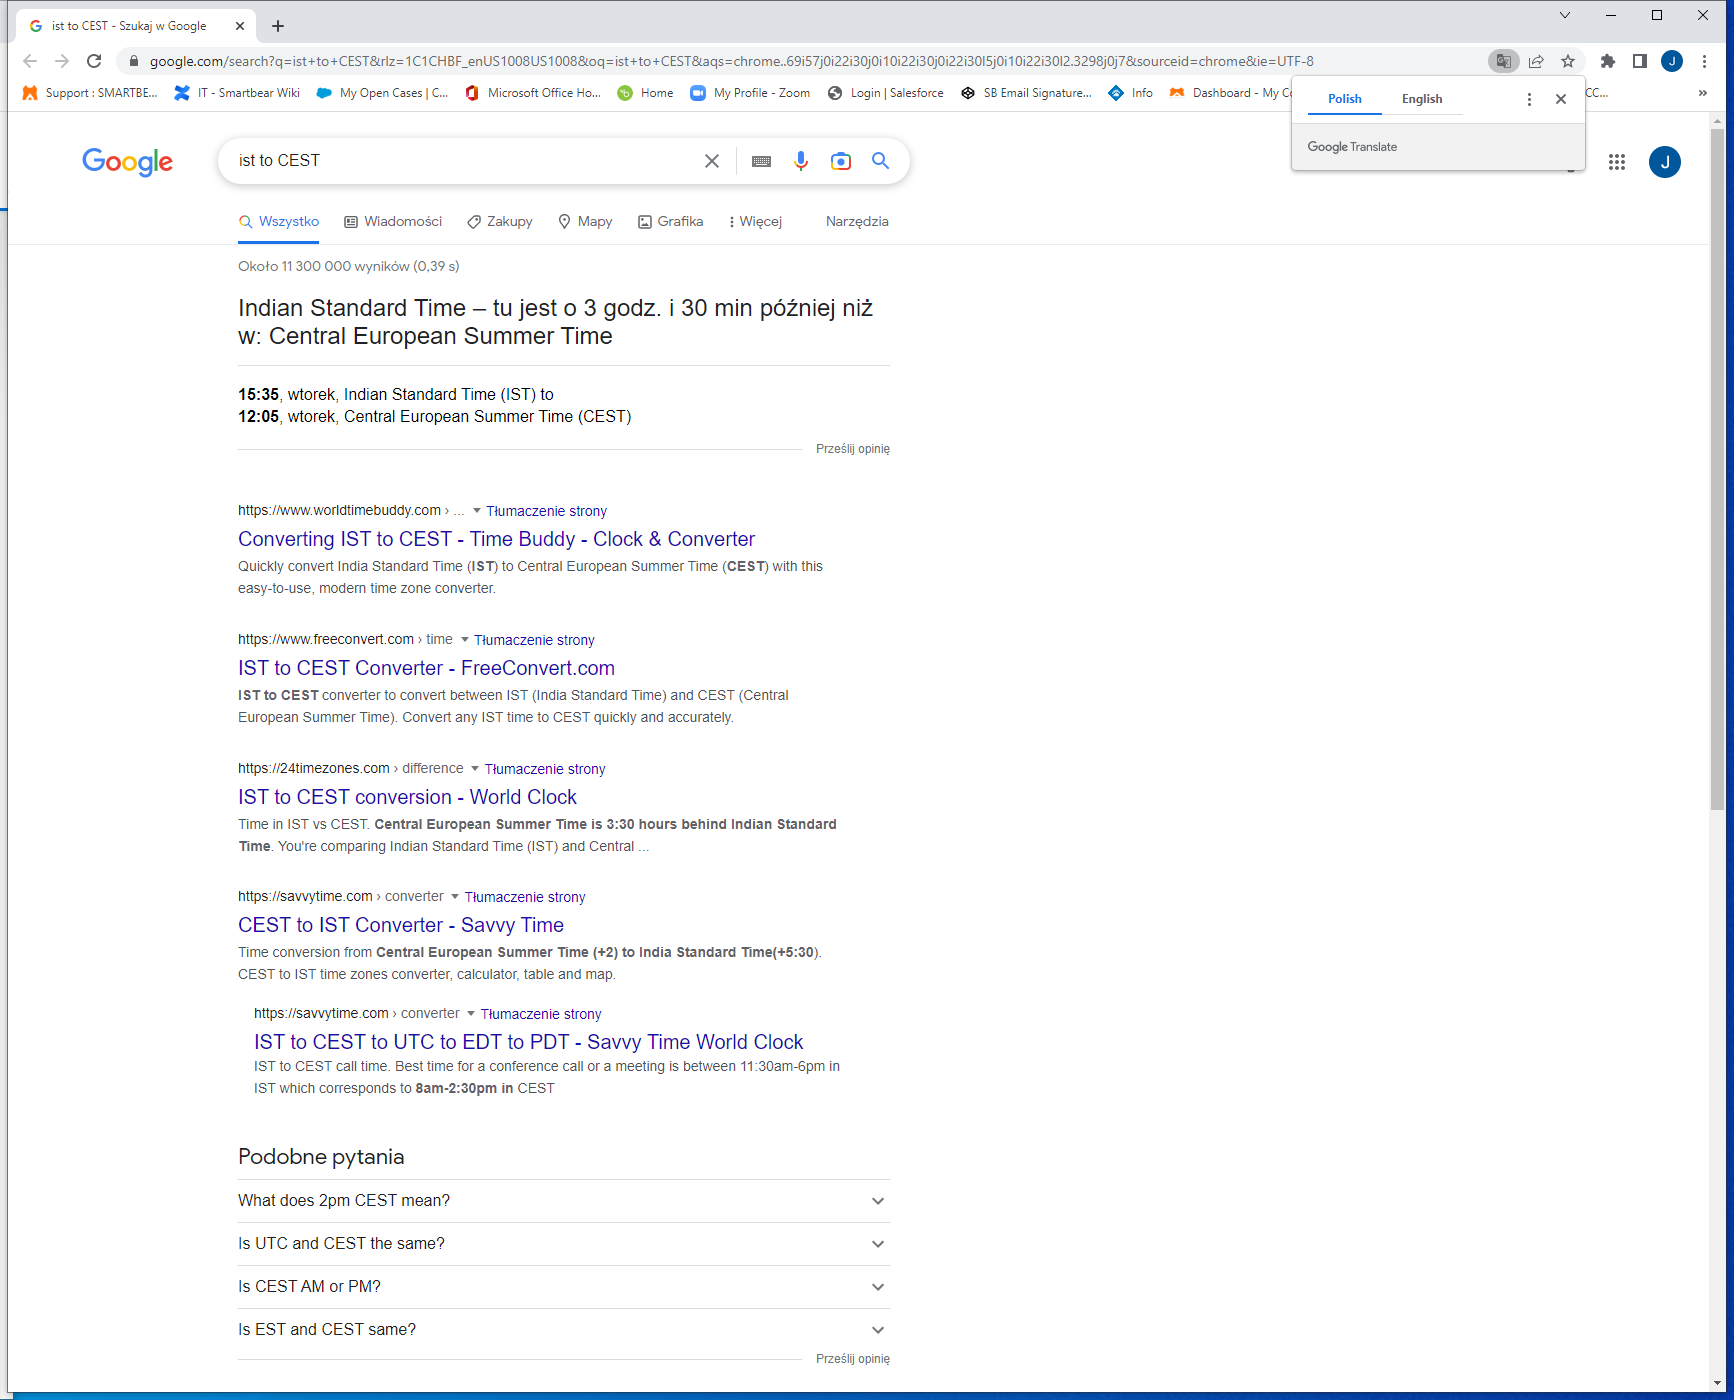 ist to CEST - Szukaj w Google
google.com/search?q=ist+to+CEST&rlz=1C1CHBF_enUS1008US1008&oq=ist+to+CEST&aqs=chrome..69i57j0i22i30j0i10i22i30j0i22i30l5j0i10i22i30l2.3298j0j7&sourceid=chrome&ie=UTF-8
J
Support : SMARTBE... IT - Smartbear Wiki My Open Cases | C... Microsoft Office Ho... Home My Profile - Zoom Login | Salesforce SB Email Signature... Info Dashboard - My Co CC... »
Polish English
Google Translate
Google
ist to CEST
J
Wszystko Wiadomości Zakupy Mapy Grafika Więcej Narzędzia
Około 11 300 000 wyników (0,39 s)
Indian Standard Time – tu jest o 3 godz. i 30 min później niż
w: Central European Summer Time
15:35, wtorek, Indian Standard Time (IST) to
12:05, wtorek, Central European Summer Time (CEST)
Prześlij opinię
https://www.worldtimebuddy.com › ... Tłumaczenie strony
Converting IST to CEST - Time Buddy - Clock & Converter
Quickly convert India Standard Time (IST) to Central European Summer Time (CEST) with this
easy-to-use, modern time zone converter.
https://www.freeconvert.com › time Tłumaczenie strony
IST to CEST Converter - FreeConvert.com
IST to CEST converter to convert between IST (India Standard Time) and CEST (Central
European Summer Time). Convert any IST time to CEST quickly and accurately.
https://24timezones.com › difference Tłumaczenie strony
IST to CEST conversion - World Clock
Time in IST vs CEST. Central European Summer Time is 3:30 hours behind Indian Standard
Time. You're comparing Indian Standard Time (IST) and Central ...
https://savvytime.com › converter Tłumaczenie strony
CEST to IST Converter - Savvy Time
Time conversion from Central European Summer Time (+2) to India Standard Time(+5:30).
CEST to IST time zones converter, calculator, table and map.
https://savvytime.com › converter Tłumaczenie strony
IST to CEST to UTC to EDT to PDT - Savvy Time World Clock
IST to CEST call time. Best time for a conference call or a meeting is between 11:30am-6pm in
IST which corresponds to 8am-2:30pm in CEST
Podobne pytania
What does 2pm CEST mean?
Is UTC and CEST the same?
Is CEST AM or PM?
Is EST and CEST same?
Prześlij opinię